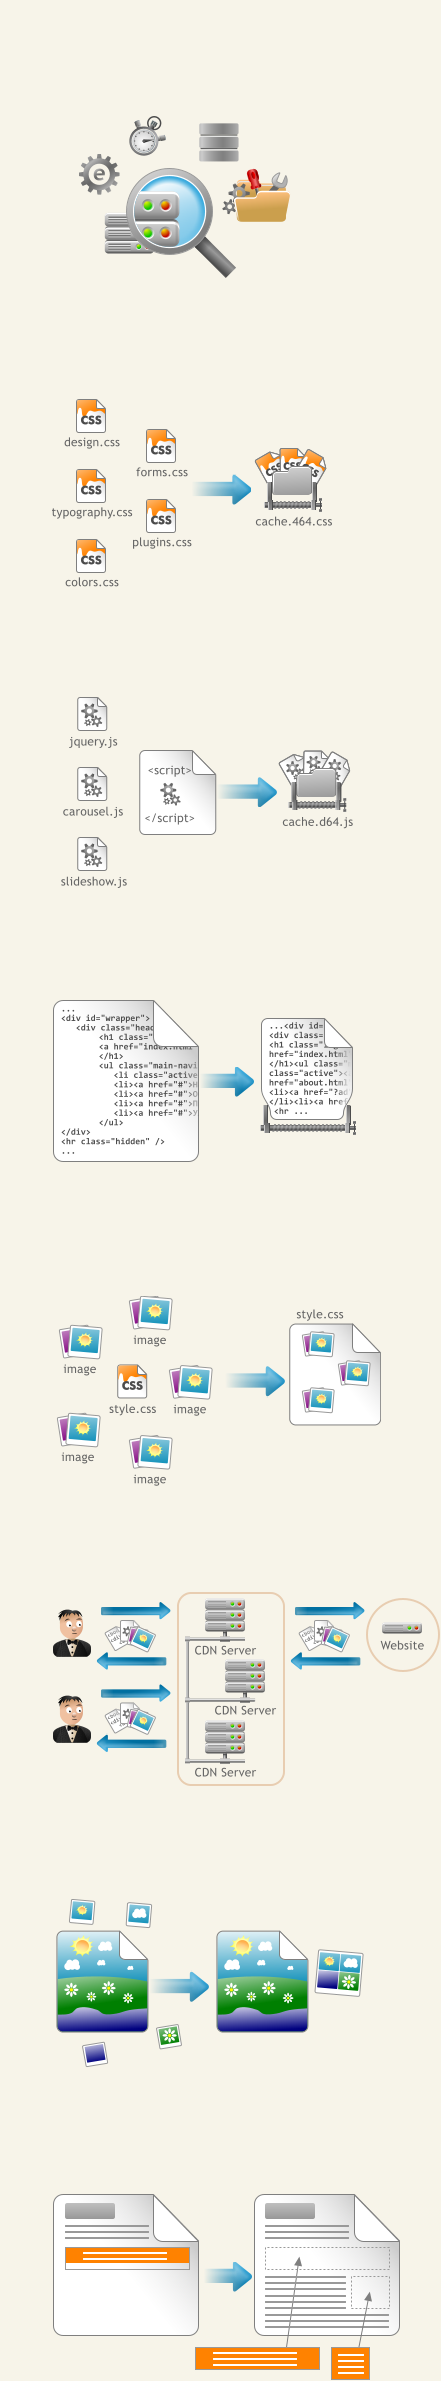 CSS
design.css
CSS
forms.css
CSS
typography.css
CSS
plugins.css
CSS
colors.css
cache.464.css
jquery.js
carousel.js
slideshow.js
<script>
</script>
cache.d64.js
...
<div id="wrapper">
<div class="head
<h1 class="
<a href="index.html
</h1>
<ul class="main-navi
<li class="active
<li><a href="#">
<li><a href="#">
<li><a href="#">
<li><a href="#">
</ul>
</div>
<hr class="hidden" />
...
...<div id=
<div class=
<h1 class=
href="index.html
</h1><ul class="
class="active">
href="about.html
<li><a href="?ad
</li><li><a href
<hr ...
image
image
CSS
style.css
image
image
image
style.css
CDN Server
CDN Server
CDN Server
Website